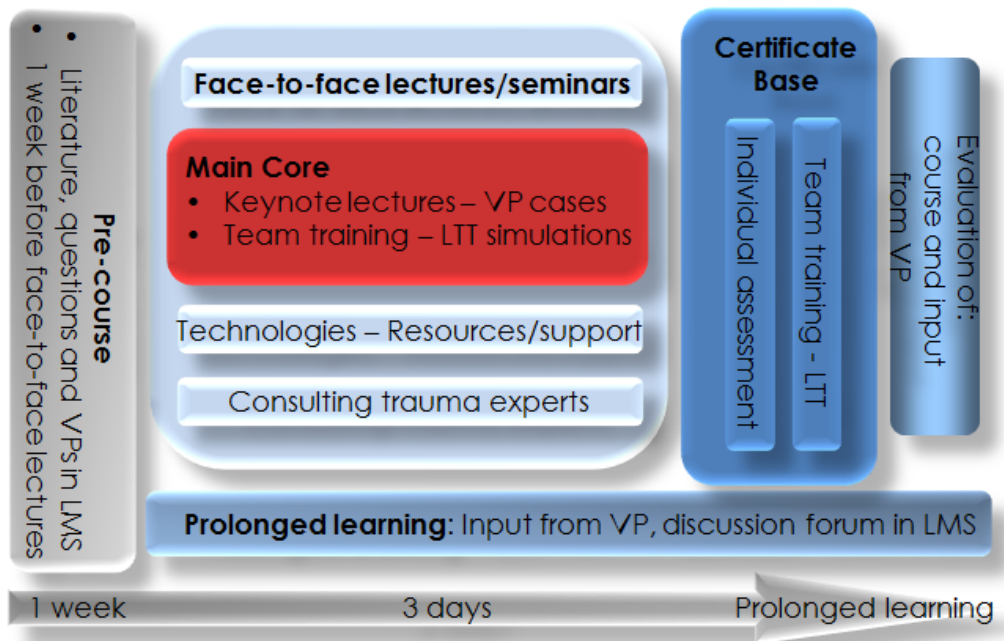 Pre-course
• Literature, questions and VPs in LMS
• 1 week before face-to-face lectures
Face-to-face lectures/seminars
Main Core
• Keynote lectures – VP cases
• Team training – LTT simulations
Technologies – Resources/support
Consulting trauma experts
Certificate
Base
Individual assessment
Team training - LTT
Evaluation of:
course and input
from VP
Prolonged learning: Input from VP, discussion forum in LMS
1 week
3 days
Prolonged learning